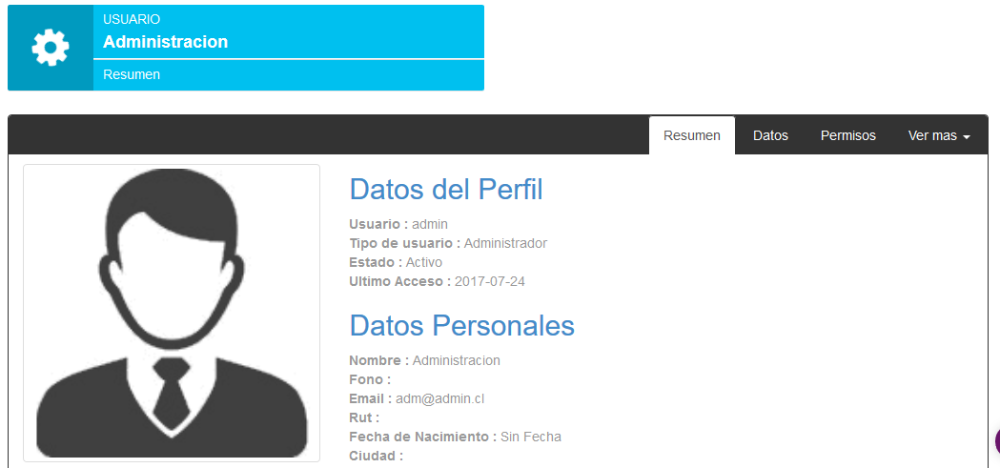 USUARIO
Administracion
Resumen
Resumen Datos Permisos Ver mas
Datos del Perfil
Usuario : admin
Tipo de usuario : Administrador
Estado : Activo
Ultimo Acceso : 2017-07-24
Datos Personales
Nombre : Administracion
Fono :
Email : adm@admin.cl
Rut :
Fecha de Nacimiento : Sin Fecha
Ciudad :